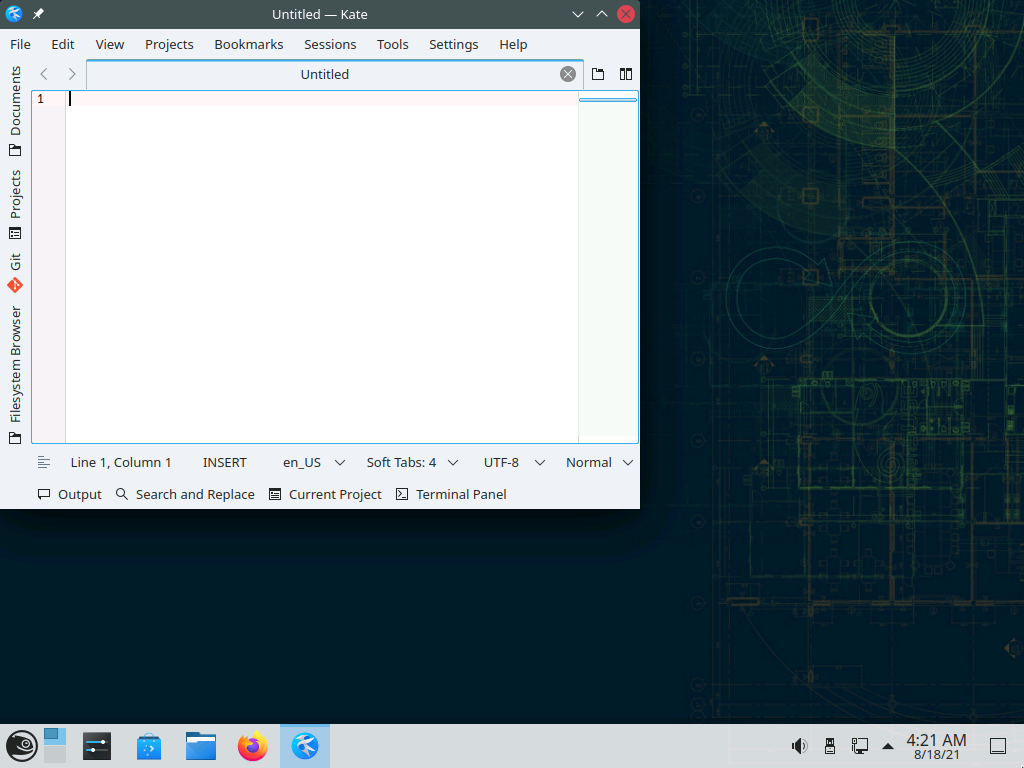 Untitled — Kate
File Edit View Projects Bookmarks Sessions Tools Settings Help
Untitled
Documents
Projects
Git
Filesystem Browser
1
Line 1, Column 1 INSERT en_US Soft Tabs: 4 UTF-8 Normal
Output Search and Replace Current Project Terminal Panel
4:21 AM
8/18/21